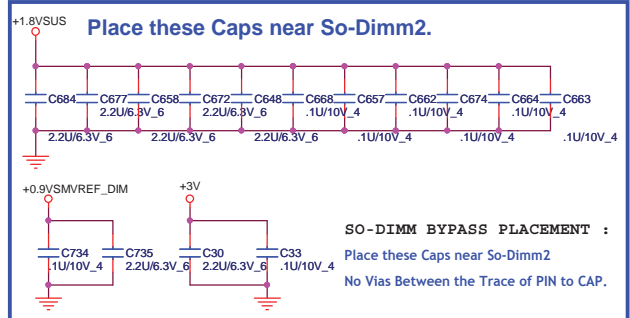 +1.8VSUS
Place these Caps near So-Dimm2.
C684 C677 C658 C672 C648 C668 C657 C662 C674 C664 C663
2.2U/6.3V_6 2.2U/6.3V_6 .1U/10V_4 .1U/10V_4 .1U/10V_4
2.2U/6.3V_6 2.2U/6.3V_6 2.2U/6.3V_6 .1U/10V_4 .1U/10V_4 .1U/10V_4
+0.9VSMVREF_DIM +3V
SO-DIMM BYPASS PLACEMENT :
C734 C735 C30 C33
Place these Caps near So-Dimm2
.1U/10V_4 2.2U/6.3V_6 2.2U/6.3V_6 .1U/10V_4
No Vias Between the Trace of PIN to CAP.